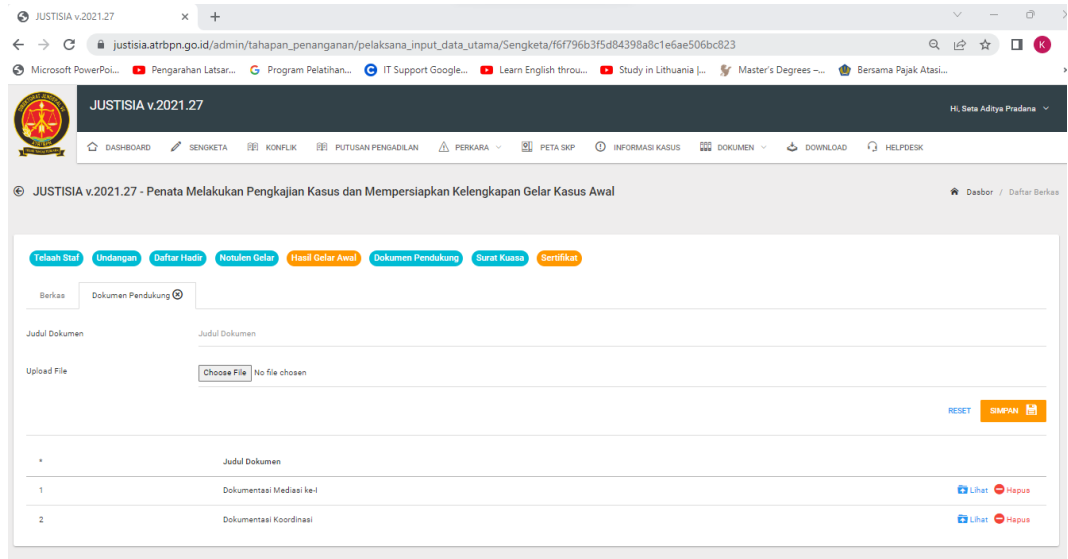 JUSTISIA v.2021.27
justisia.atrbpn.go.id/admin/tahapan_penanganan/pelaksana_input_data_utama/Sengketa/f6f796b3f5d84398a8c1e6ae506bc823
K
Microsoft PowerPoi... Pengarahan Latsar... Program Pelatihan... IT Support Google... Learn English throu... Study in Lithuania |... Master's Degrees –... Bersama Pajak Atasi...
JUSTISIA v.2021.27 Hi, Seta Aditya Pradana
DASHBOARD SENGKETA KONFLIK PUTUSAN PENGADILAN PERKARA PETA SKP INFORMASI KASUS DOKUMEN DOWNLOAD HELPDESK
JUSTISIA v.2021.27 - Penata Melakukan Pengkajian Kasus dan Mempersiapkan Kelengkapan Gelar Kasus Awal Dasbor / Daftar Berkas
Telaah Staf Undangan Daftar Hadir Notulen Gelar Hasil Gelar Awal Dokumen Pendukung Surat Kuasa Sertifikat
Berkas Dokumen Pendukung
Judul Dokumen Judul Dokumen
Upload File Choose File No file chosen
RESET SIMPAN
* Judul Dokumen
1 Dokumentasi Mediasi ke-I Lihat Hapus
2 Dokumentasi Koordinasi Lihat Hapus